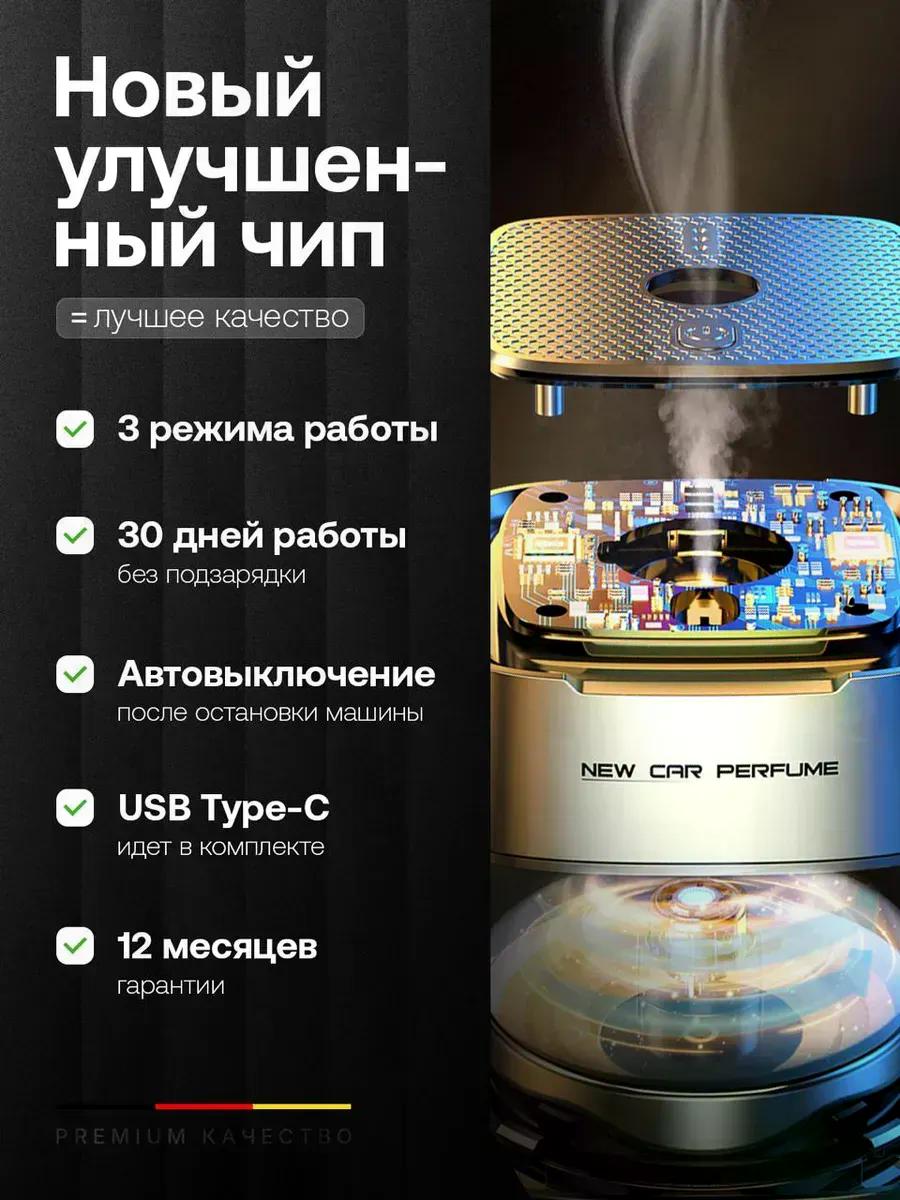 Новый
улучшен-
ный чип
= лучшее качество
3 режима работы
30 дней работы
без подзарядки
Автовыключение
после остановки машины
USB Type-C
идет в комплекте
12 месяцев
гарантии
PREMIUM КАЧЕСТВО
NEW CAR PERFUME